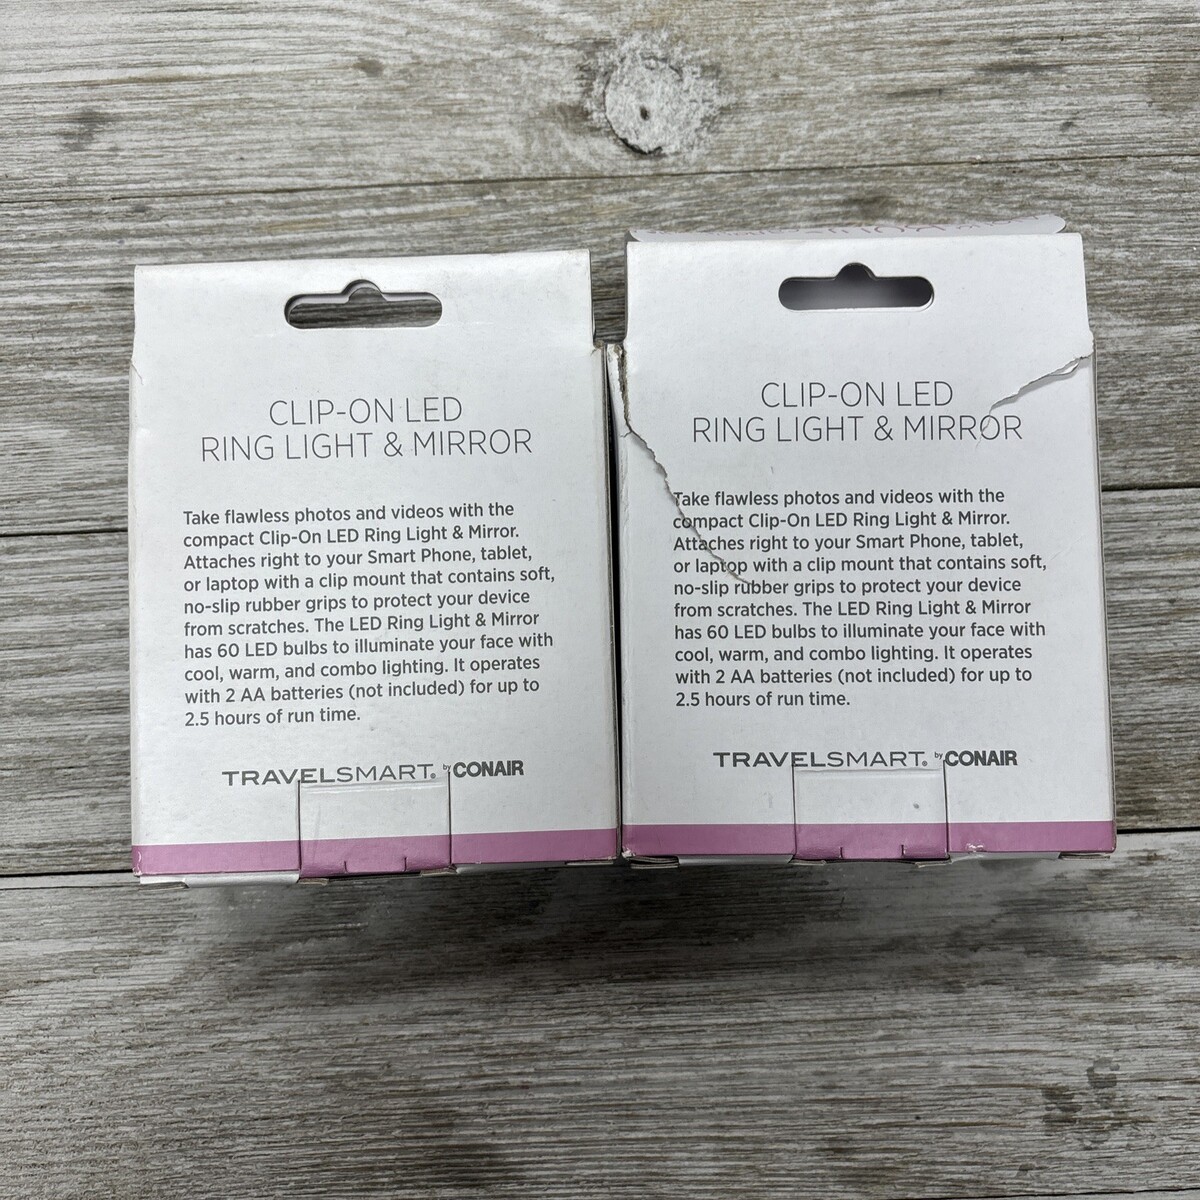 CLIP-ON LED
RING LIGHT & MIRROR
Take flawless photos and videos with the
compact Clip-On LED Ring Light & Mirror.
Attaches right to your Smart Phone, tablet,
or laptop with a clip mount that contains soft,
no-slip rubber grips to protect your device
from scratches. The LED Ring Light & Mirror
has 60 LED bulbs to illuminate your face with
cool, warm, and combo lighting. It operates
with 2 AA batteries (not included) for up to
2.5 hours of run time.
TRAVELSMART® by CONAIR
CLIP-ON LED
RING LIGHT & MIRROR
Take flawless photos and videos with the
compact Clip-On LED Ring Light & Mirror.
Attaches right to your Smart Phone, tablet,
or laptop with a clip mount that contains soft,
no-slip rubber grips to protect your device
from scratches. The LED Ring Light & Mirror
has 60 LED bulbs to illuminate your face with
cool, warm, and combo lighting. It operates
with 2 AA batteries (not included) for up to
2.5 hours of run time.
TRAVELSMART® by CONAIR